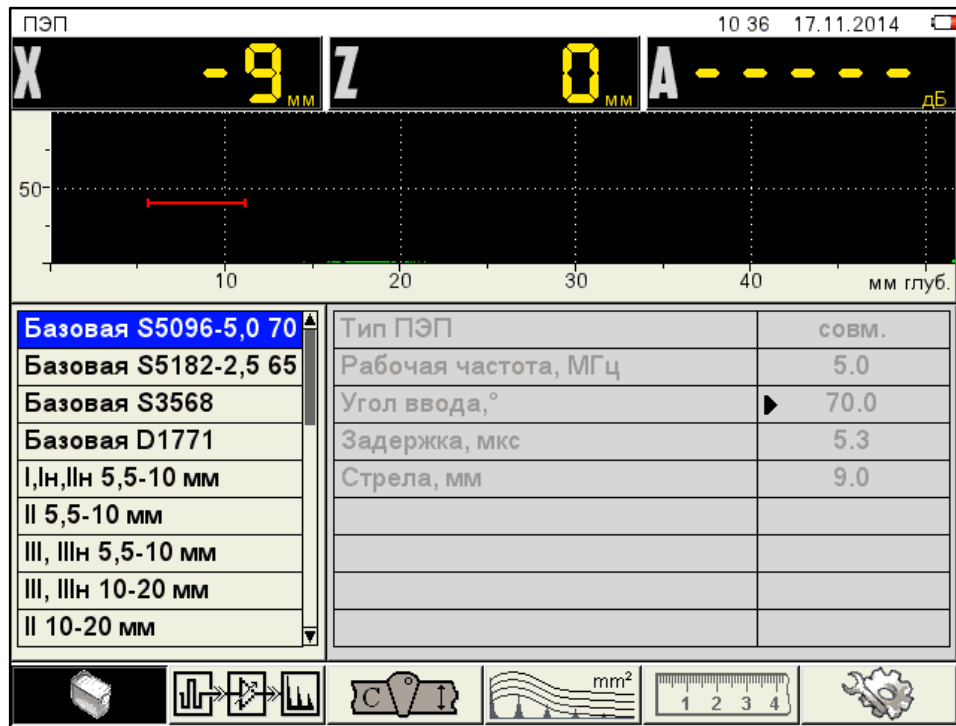 ПЭП 10 36 17.11.2014
X -9 мм Z 0 мм A - - - - - дБ
50
10 20 30 40 мм глуб.
Базовая S5096-5,0 70 Тип ПЭП совм.
Базовая S5182-2,5 65 Рабочая частота, МГц 5.0
Базовая S3568 Угол ввода,° 70.0
Базовая D1771 Задержка, мкс 5.3
I,Iн,IIн 5,5-10 мм Стрела, мм 9.0
II 5,5-10 мм
III, IIIн 5,5-10 мм
III, IIIн 10-20 мм
II 10-20 мм
C mm² 1 2 3 4